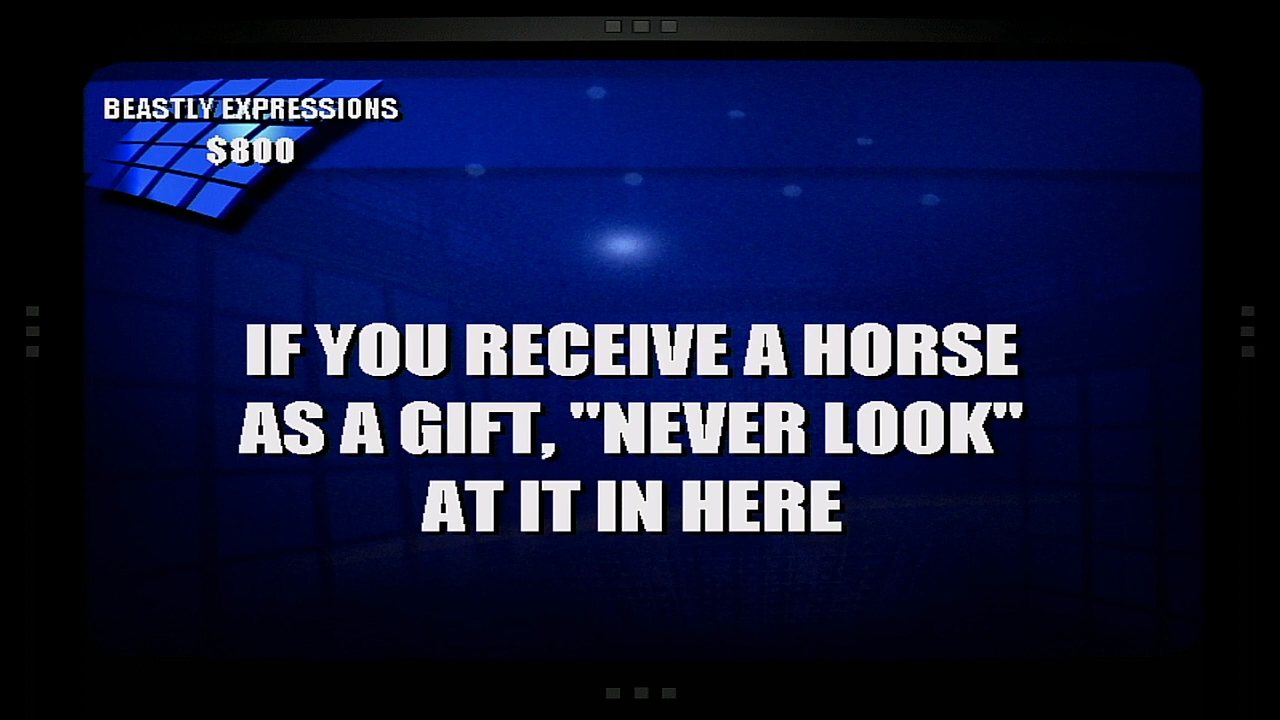 BEASTLY EXPRESSIONS
$800
IF YOU RECEIVE A HORSE
AS A GIFT, "NEVER LOOK"
AT IT IN HERE